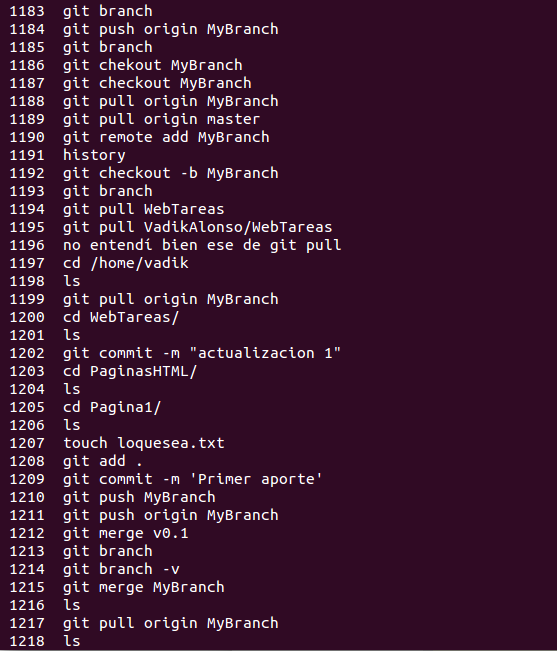 1183 git branch
1184 git push origin MyBranch
1185 git branch
1186 git chekout MyBranch
1187 git checkout MyBranch
1188 git pull origin MyBranch
1189 git pull origin master
1190 git remote add MyBranch
1191 history
1192 git checkout -b MyBranch
1193 git branch
1194 git pull WebTareas
1195 git pull VadikAlonso/WebTareas
1196 no entendí bien ese de git pull
1197 cd /home/vadik
1198 ls
1199 git pull origin MyBranch
1200 cd WebTareas/
1201 ls
1202 git commit -m "actualizacion 1"
1203 cd PaginasHTML/
1204 ls
1205 cd Pagina1/
1206 ls
1207 touch loquesea.txt
1208 git add .
1209 git commit -m 'Primer aporte'
1210 git push MyBranch
1211 git push origin MyBranch
1212 git merge v0.1
1213 git branch
1214 git branch -v
1215 git merge MyBranch
1216 ls
1217 git pull origin MyBranch
1218 ls